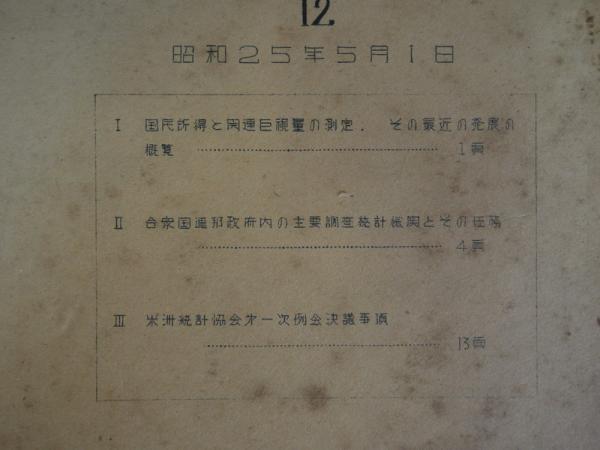 12.
昭和25年5月1日
I 国民所得と関連巨視量の測定. その最近の発展の
概覧 1頁
II 合衆国連邦政府内の主要調査統計機関とその任務
4頁
III 米洲統計協会第一次例会決議事項
13頁